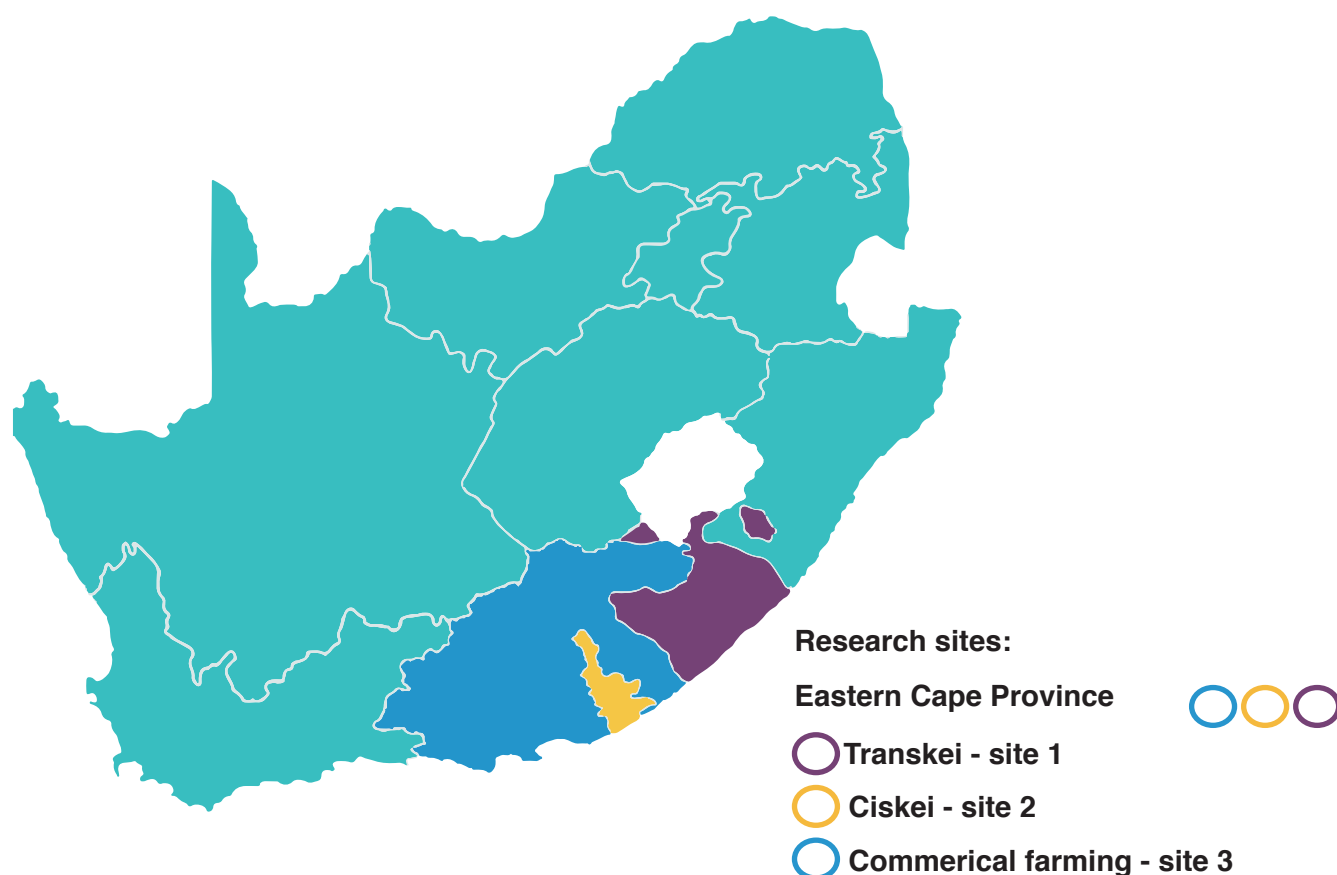 Research sites:
Eastern Cape Province
Transkei - site 1
Ciskei - site 2
Commerical farming - site 3